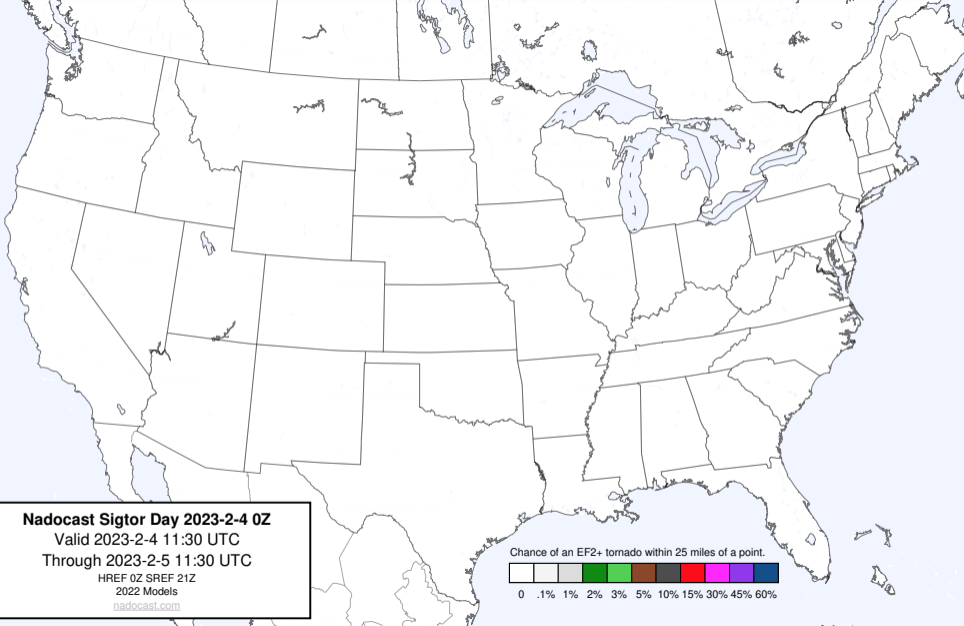 Nadocast Sigtor Day 2023-2-4 0Z
Valid 2023-2-4 11:30 UTC
Through 2023-2-5 11:30 UTC
HREF 0Z SREF 21Z
2022 Models
nadocast.com
Chance of an EF2+ tornado within 25 miles of a point.
0 .1% 1% 2% 3% 5% 10% 15% 30% 45% 60%